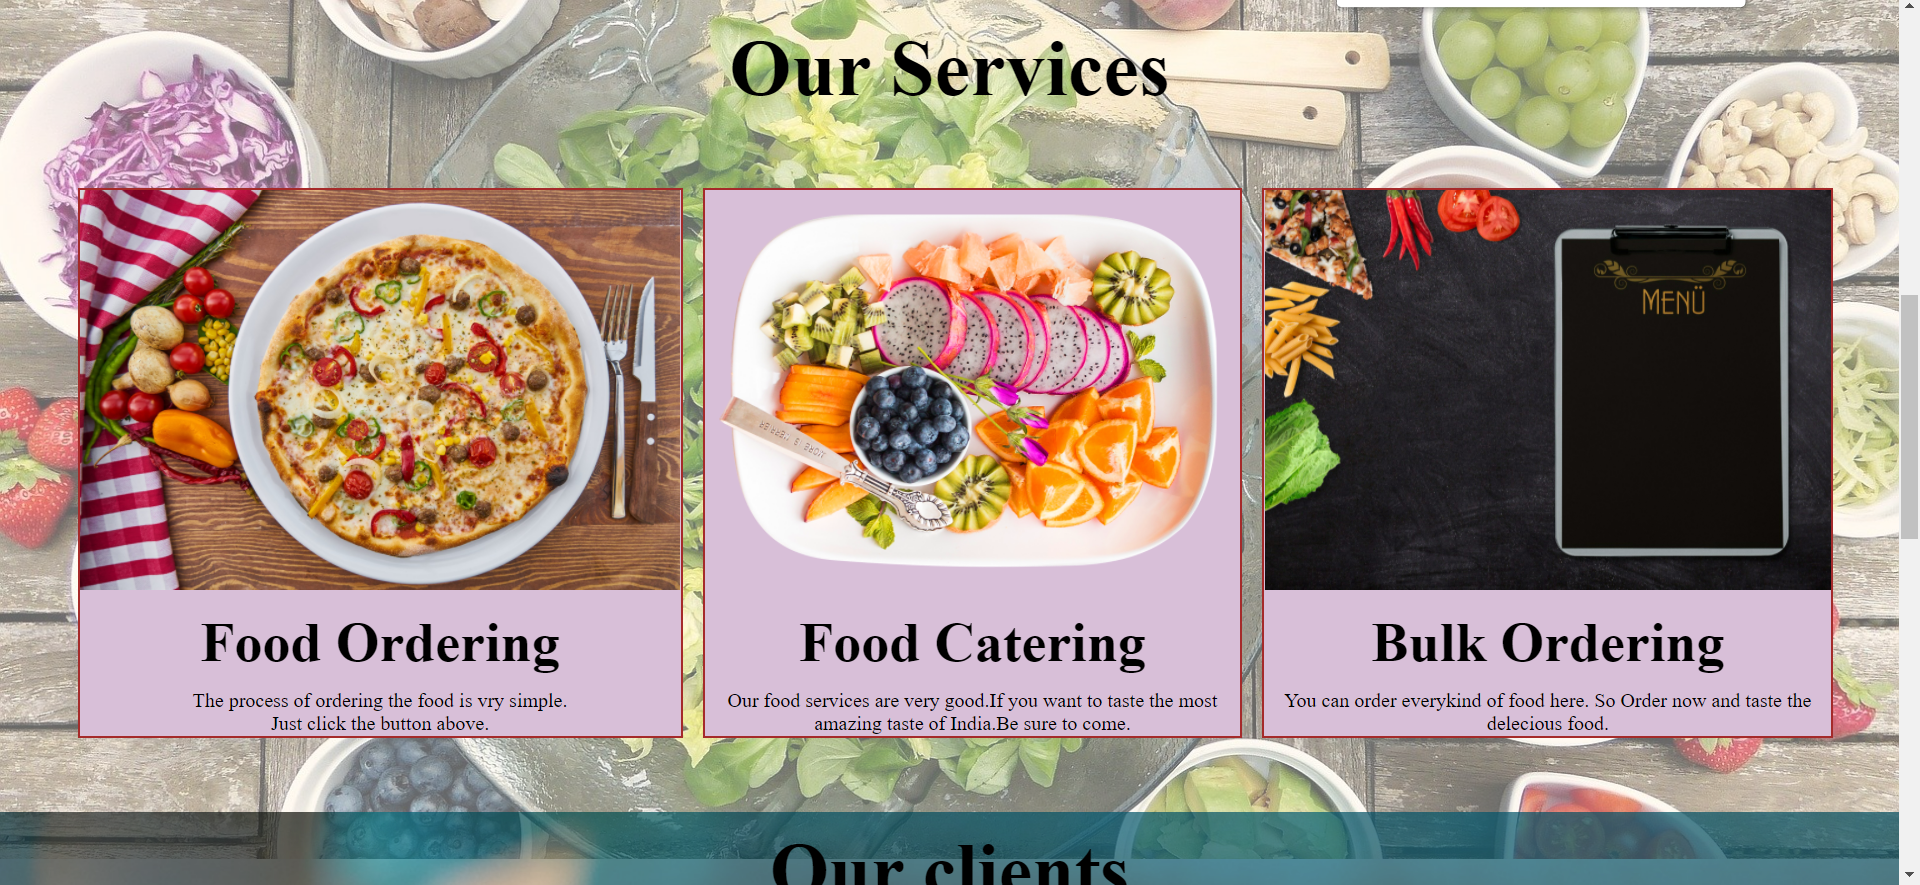 Our Services
MENÜ
Food Ordering
The process of ordering the food is vry simple.
Just click the button above.
Food Catering
Our food services are very good.If you want to taste the most
amazing taste of India.Be sure to come.
Bulk Ordering
You can order everykind of food here. So Order now and taste the
delecious food.
Our clients